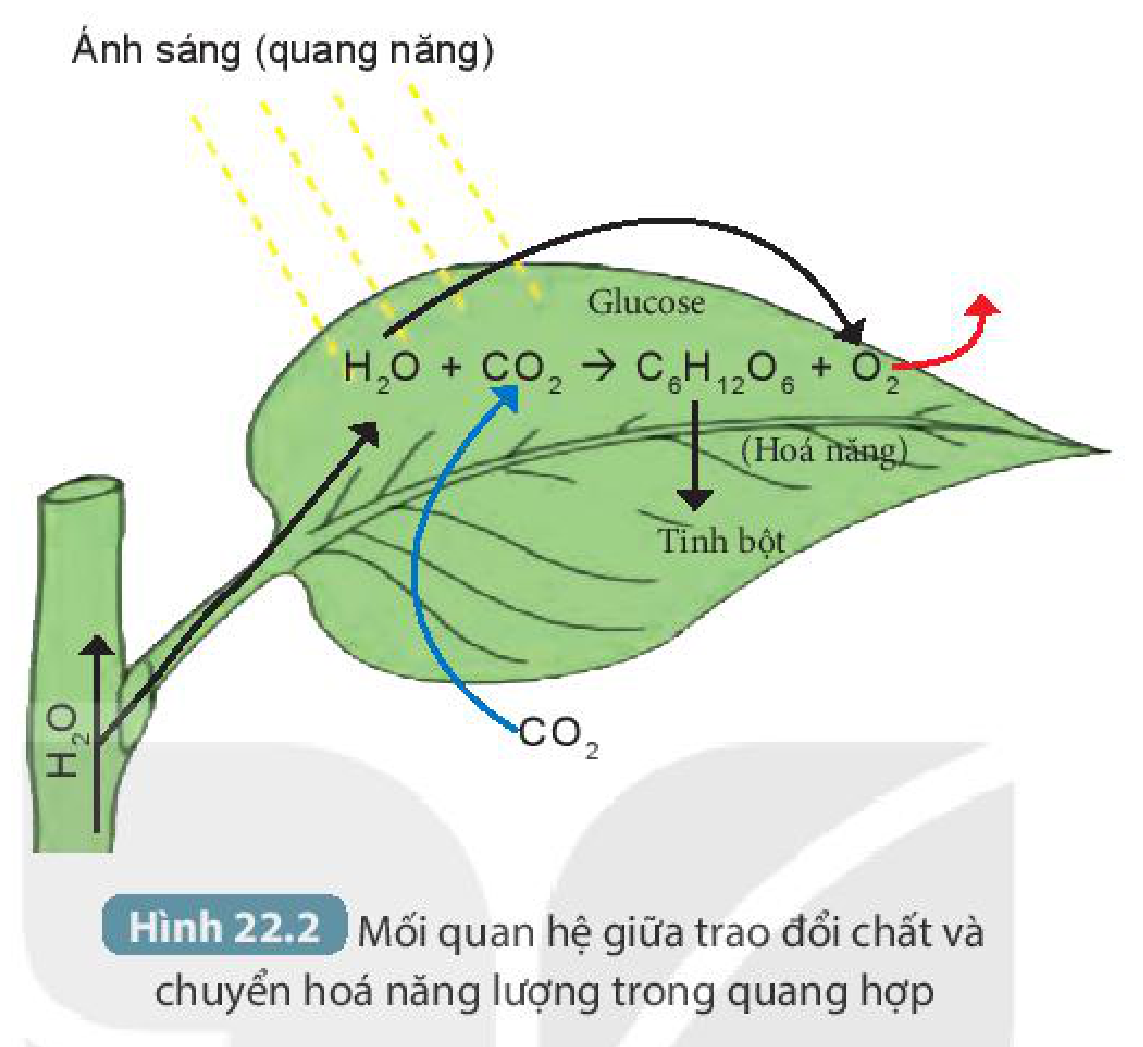 Ánh sáng (quang năng)
Glucose
H₂O + CO₂ → C₆H₁₂O₆ + O₂
(Hoá năng)
Tinh bột
H₂O
CO₂
Hình 22.2 Mối quan hệ giữa trao đổi chất và
chuyển hoá năng lượng trong quang hợp